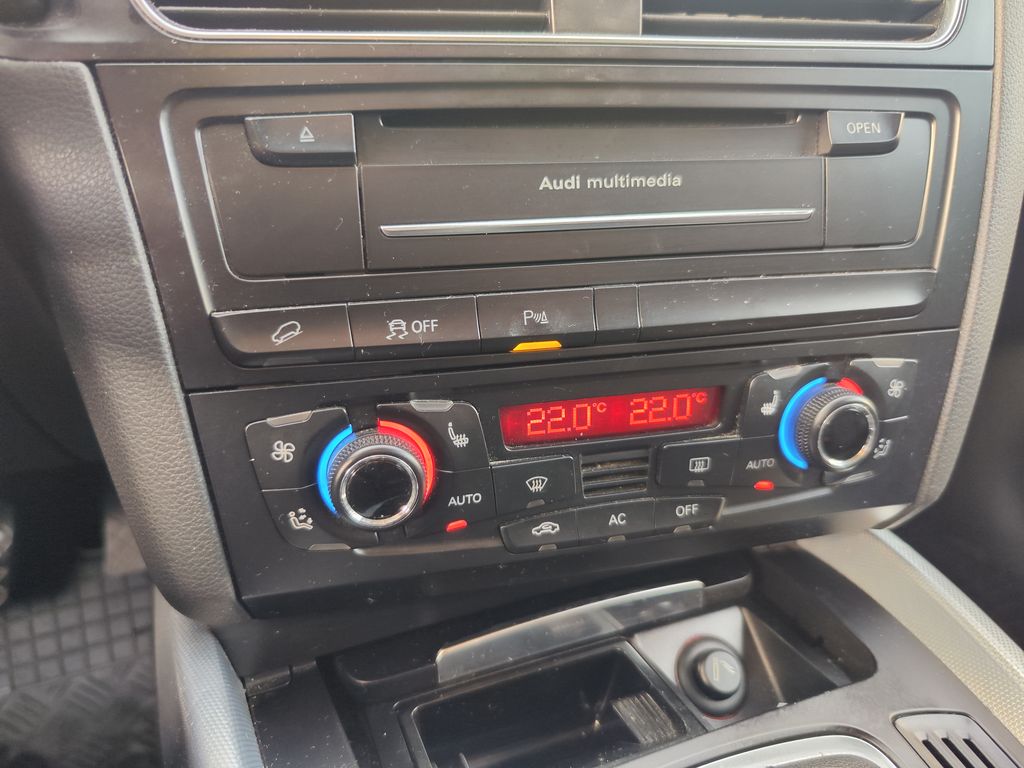 OPEN
Audi multimedia
OFF
P
22.0°C 22.0°C
AUTO
AUTO
AC
OFF